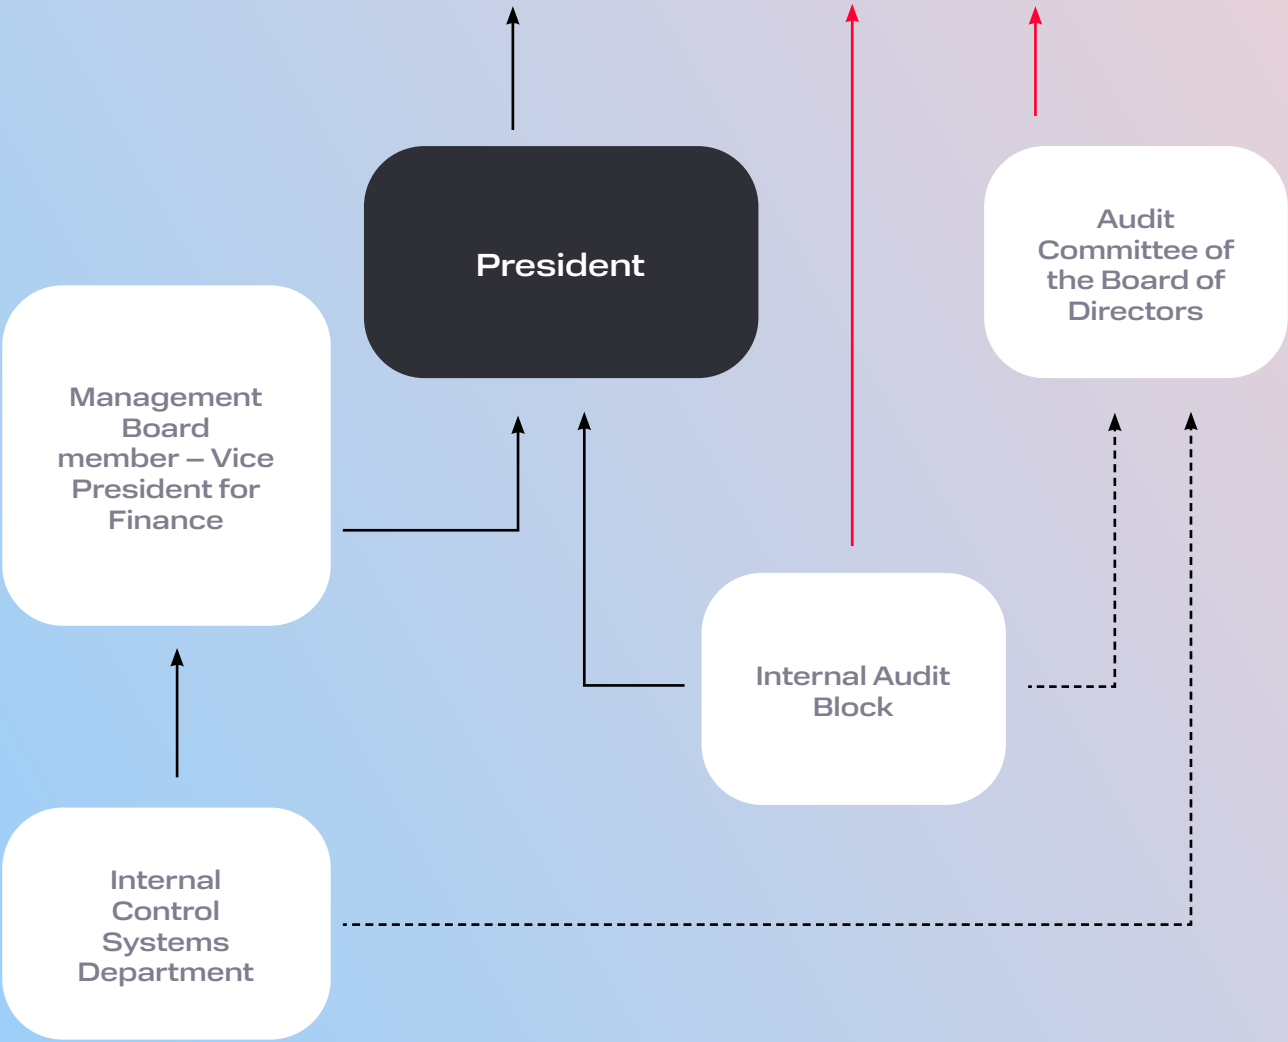 President
Audit
Committee of
the Board of
Directors
Management
Board
member – Vice
President for
Finance
Internal Audit
Block
Internal
Control
Systems
Department